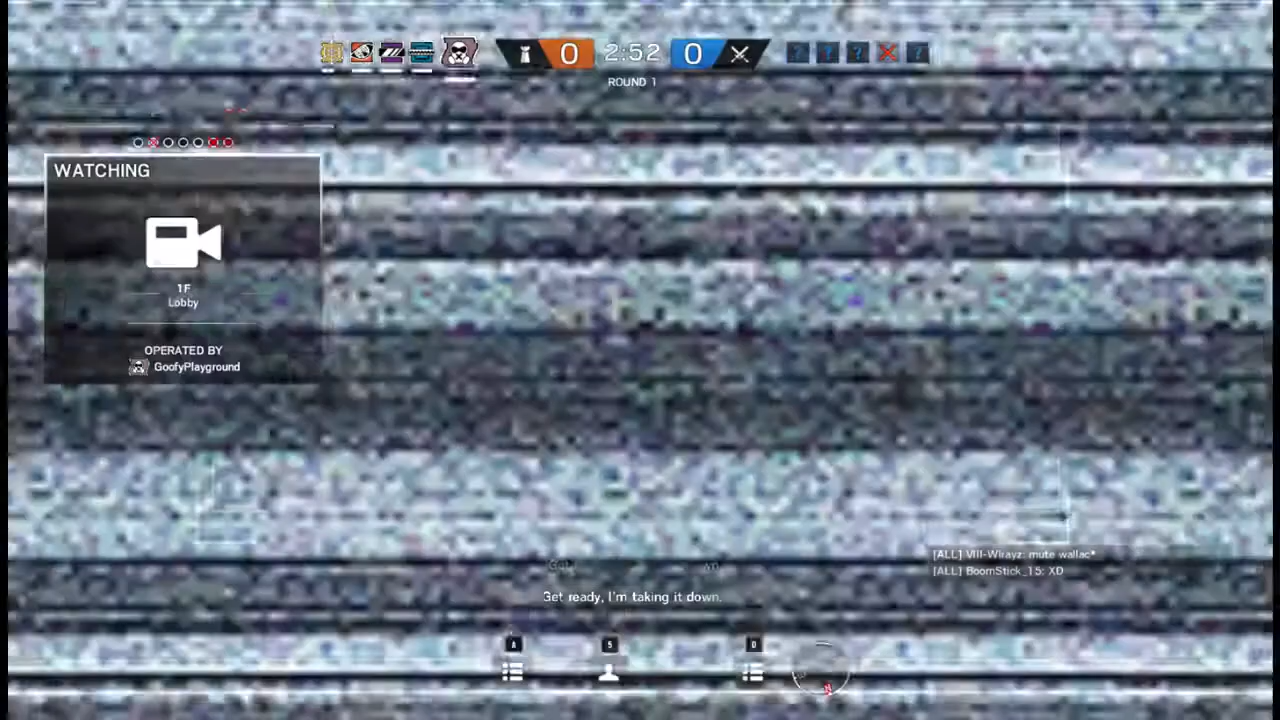 0 2:52 0
ROUND 1
? ? ? ?
WATCHING
1F
Lobby
OPERATED BY
GoofyPlayground
[ALL] VIII-Wirayz: mute wallac*
[ALL] BoomStick_15: XD
Get ready, I'm taking it down.
A S D
N